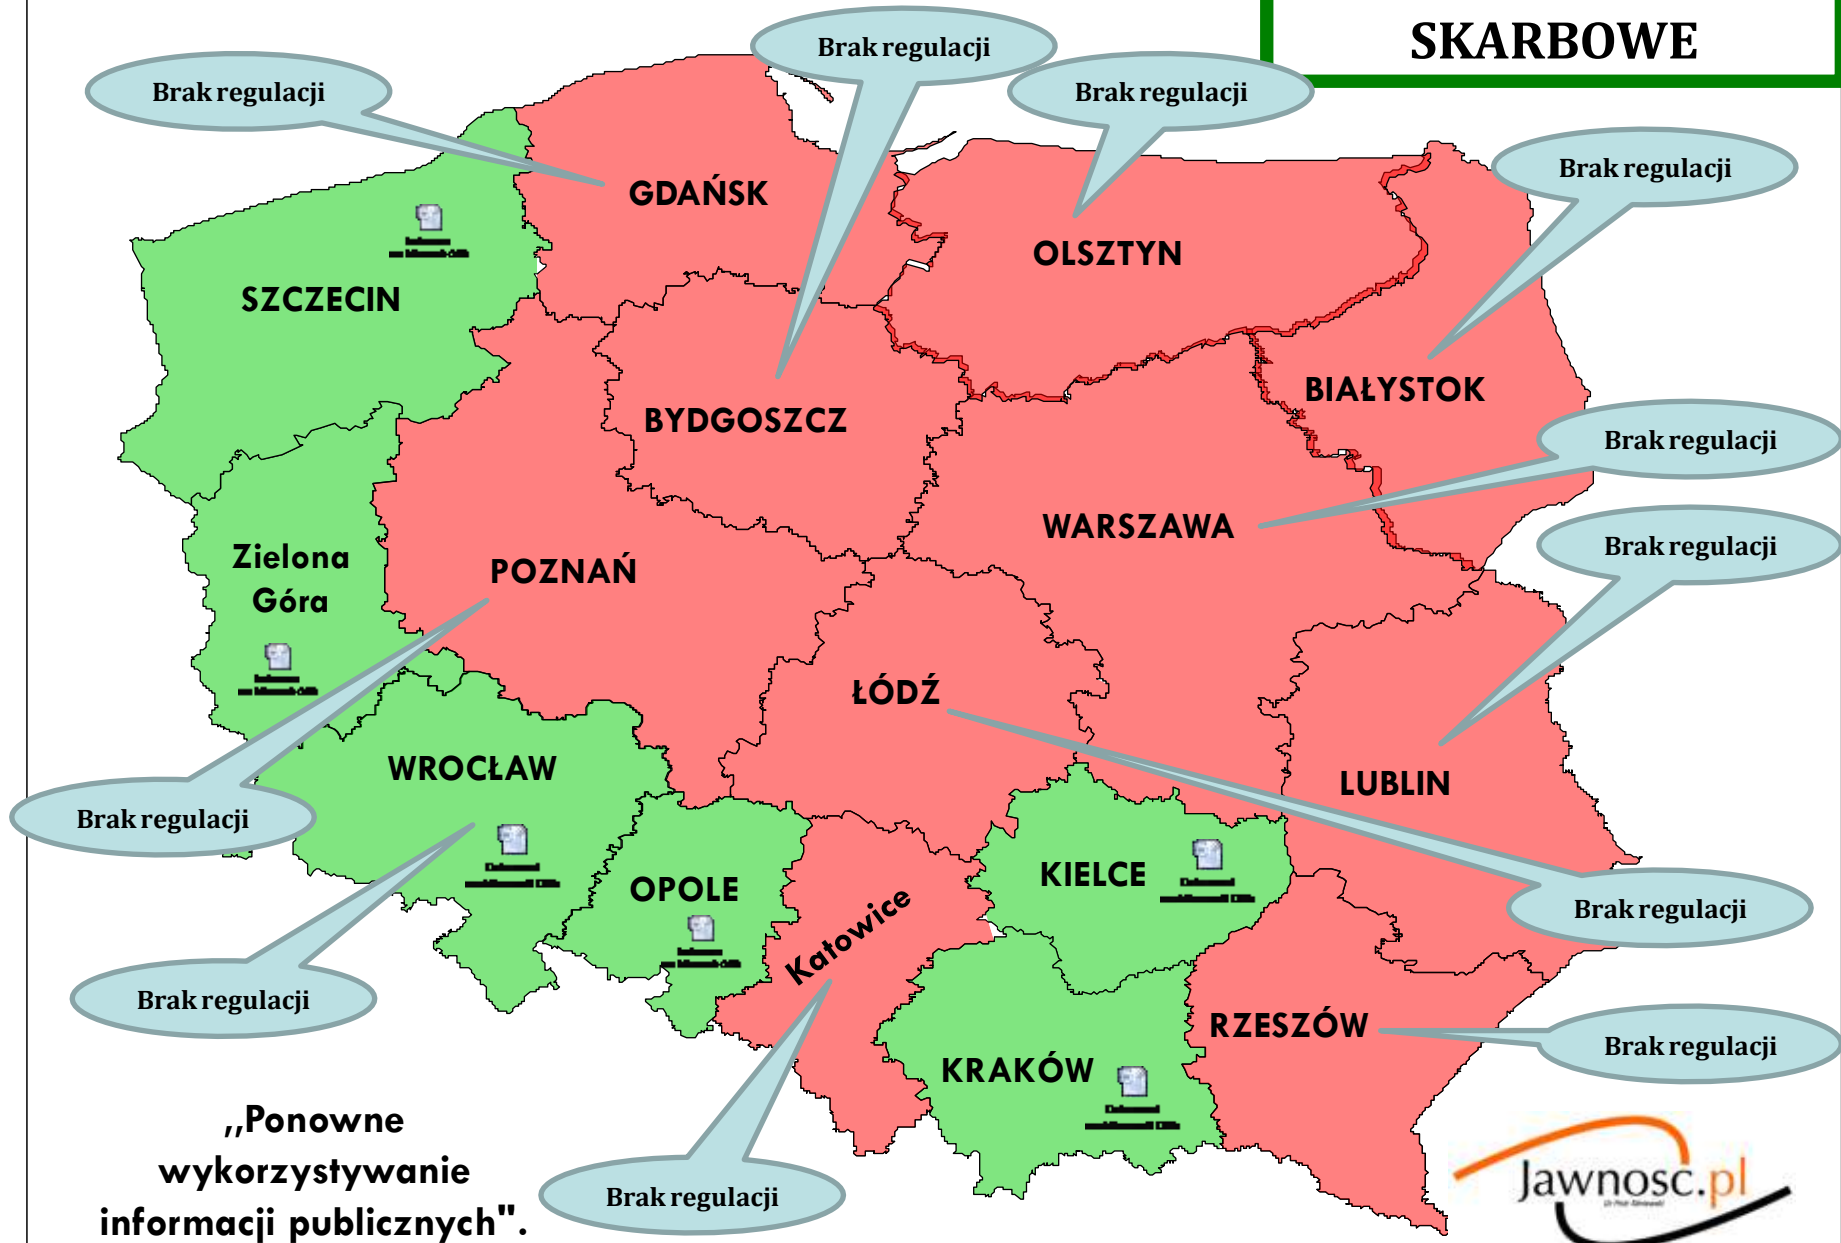 SKARBOWE
Brak regulacji
Brak regulacji
Brak regulacji
Brak regulacji
GDAŃSK
OLSZTYN
SZCZECIN
BIAŁYSTOK
BYDGOSZCZ
Brak regulacji
WARSZAWA
Brak regulacji
Zielona
Góra
POZNAŃ
ŁÓDŹ
WROCŁAW
LUBLIN
Brak regulacji
KIELCE
OPOLE
Katowice
Brak regulacji
Brak regulacji
RZESZÓW
Brak regulacji
KRAKÓW
,,Ponowne
wykorzystywanie
informacji publicznych".
Brak regulacji
Jawnosc.pl